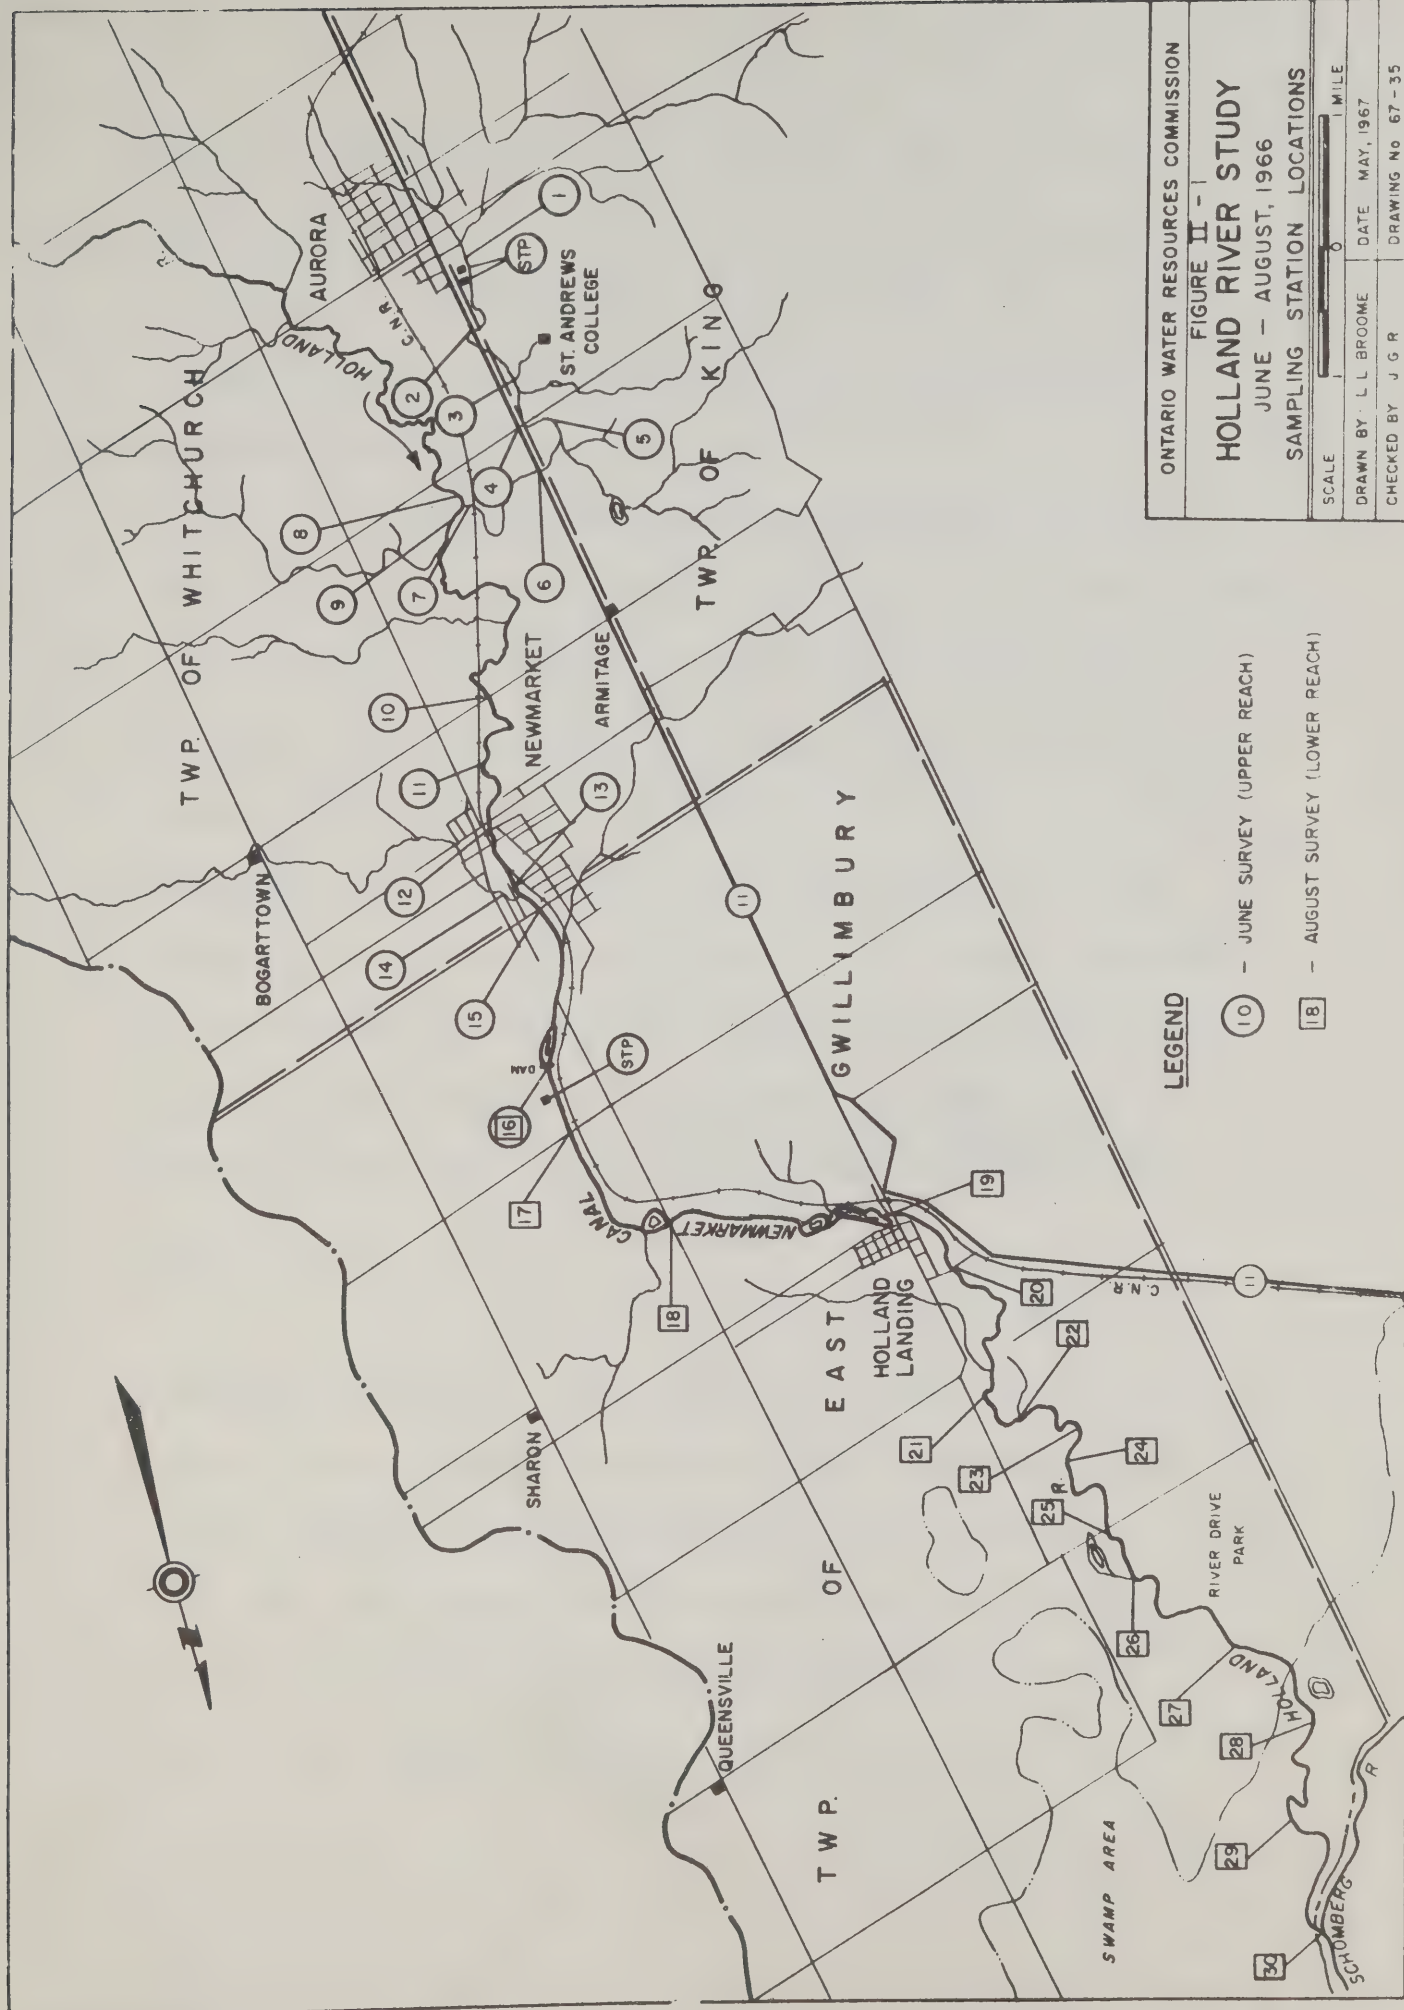 TWP. OF WHITCHURCH
AURORA
HOLLAND
C.N.R.
1
STP
2
ST. ANDREWS
COLLEGE
3
4
5
6
7
8
9
TWP. OF KING
10
NEWMARKET
ARMITAGE
11
12
13
14
15
BOGARTTOWN
DAM
STP
16
17
CANAL
NEWMARKET
18
11
TWP. OF EAST GWILLIMBURY
SHARON
19
HOLLAND
LANDING
20
C.N.R.
11
21
22
23
24
R.
25
26
RIVER DRIVE
PARK
QUEENSVILLE
27
HOLLAND
28
29
30
SWAMP AREA
SCHOMBERG R
LEGEND
10 - JUNE SURVEY (UPPER REACH)
18 - AUGUST SURVEY (LOWER REACH)
ONTARIO WATER RESOURCES COMMISSION
FIGURE II - 1
HOLLAND RIVER STUDY
JUNE - AUGUST, 1966
SAMPLING STATION LOCATIONS
SCALE 1 0 1 MILE
DRAWN BY L L BROOME DATE MAY, 1967
CHECKED BY J G R DRAWING No 67-35